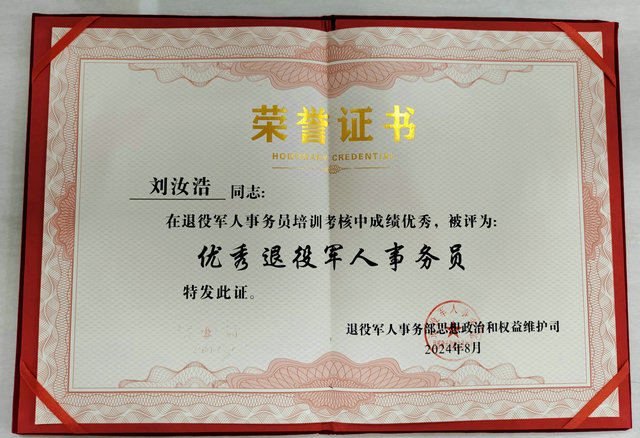 荣誉证书
HONORARY CREDENTIAL
刘汝浩 同志:
在退役军人事务员培训考核中成绩优秀，被评为:
优秀退役军人事务员
特发此证。
退役军人事务部思想政治和权益维护司
2024年8月